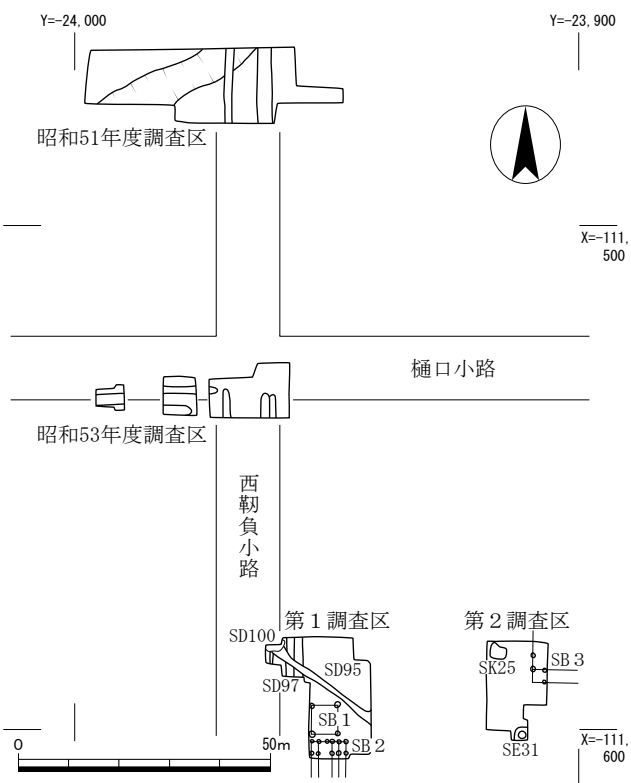 Y=-24,000
Y=-23,900
昭和51年度調査区
X=-111,
500
樋口小路
昭和53年度調査区
西靱負小路
第1調査区
第2調査区
SD100
SD95
SK25
SB3
SD97
SB1
SB2
SE31
X=-111,
600
0
50m